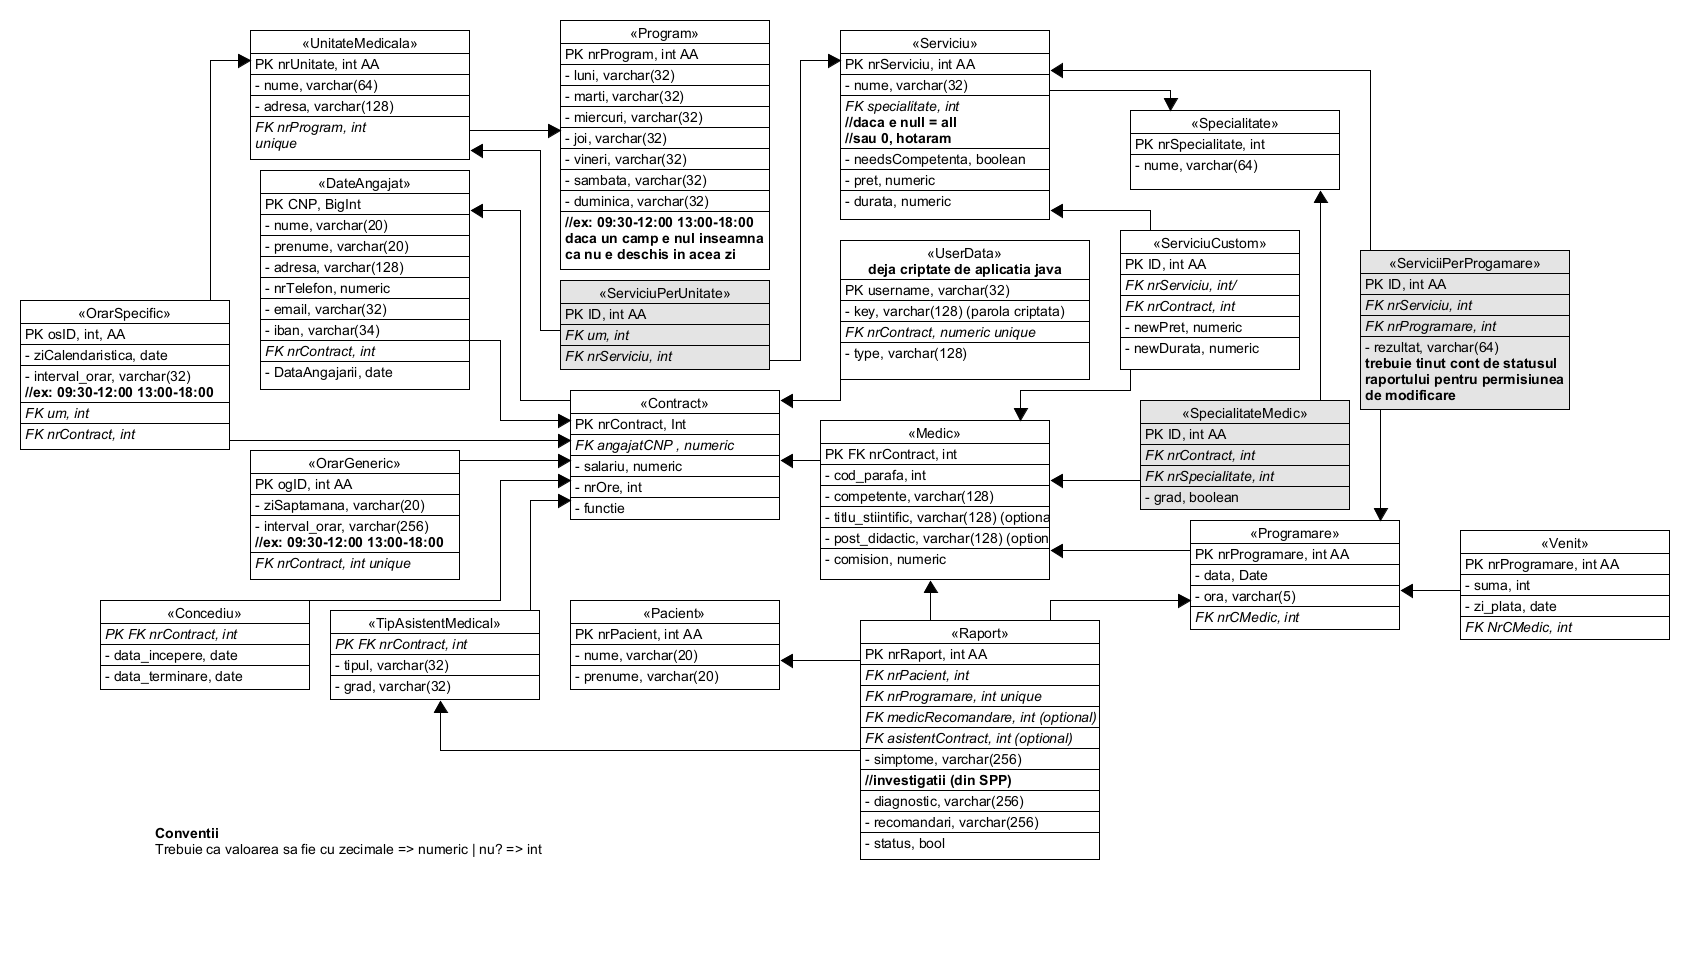 «UnitateMedicala»
PK nrUnitate, int AA
- nume, varchar(64)
- adresa, varchar(128)
FK nrProgram, int
unique
«Program»
PK nrProgram, int AA
- luni, varchar(32)
- marti, varchar(32)
- miercuri, varchar(32)
- joi, varchar(32)
- vineri, varchar(32)
- sambata, varchar(32)
- duminica, varchar(32)
//ex: 09:30-12:00 13:00-18:00
daca un camp e nul inseamna
ca nu e deschis in acea zi
«Serviciu»
PK nrServiciu, int AA
- nume, varchar(32)
FK specialitate, int
//daca e null = all
//sau 0, hotaram
- needsCompetenta, boolean
- pret, numeric
- durata, numeric
«Specialitate»
PK nrSpecialitate, int
- nume, varchar(64)
«DateAngajat»
PK CNP, BigInt
- nume, varchar(20)
- prenume, varchar(20)
- adresa, varchar(128)
- nrTelefon, numeric
- email, varchar(32)
- iban, varchar(34)
FK nrContract, int
- DataAngajarii, date
«ServiciuPerUnitate»
PK ID, int AA
FK um, int
FK nrServiciu, int
«UserData»
deja criptate de aplicatia java
PK username, varchar(32)
- key, varchar(128) (parola criptata)
FK nrContract, numeric unique
- type, varchar(128)
«ServiciuCustom»
PK ID, int AA
FK nrServiciu, int/
FK nrContract, int
- newPret, numeric
- newDurata, numeric
«ServiciiPerProgamare»
PK ID, int AA
FK nrServiciu, int
FK nrProgramare, int
- rezultat, varchar(64)
trebuie tinut cont de statusul
raportului pentru permisiunea
de modificare
«OrarSpecific»
PK osID, int, AA
- ziCalendaristica, date
- interval_orar, varchar(32)
//ex: 09:30-12:00 13:00-18:00
FK um, int
FK nrContract, int
«Contract»
PK nrContract, Int
FK angajatCNP , numeric
- salariu, numeric
- nrOre, int
- functie
«Medic»
PK FK nrContract, int
- cod_parafa, int
- competente, varchar(128)
- titlu_stiintific, varchar(128) (optiona
- post_didactic, varchar(128) (option
- comision, numeric
«SpecialitateMedic»
PK ID, int AA
FK nrContract, int
FK nrSpecialitate, int
- grad, boolean
«OrarGeneric»
PK ogID, int AA
- ziSaptamana, varchar(20)
- interval_orar, varchar(256)
//ex: 09:30-12:00 13:00-18:00
FK nrContract, int unique
«Programare»
PK nrProgramare, int AA
- data, Date
- ora, varchar(5)
FK nrCMedic, int
«Venit»
PK nrProgramare, int AA
- suma, int
- zi_plata, date
FK NrCMedic, int
«Concediu»
PK FK nrContract, int
- data_incepere, date
- data_terminare, date
«TipAsistentMedical»
PK FK nrContract, int
- tipul, varchar(32)
- grad, varchar(32)
«Pacient»
PK nrPacient, int AA
- nume, varchar(20)
- prenume, varchar(20)
«Raport»
PK nrRaport, int AA
FK nrPacient, int
FK nrProgramare, int unique
FK medicRecomandare, int (optional)
FK asistentContract, int (optional)
- simptome, varchar(256)
//investigatii (din SPP)
- diagnostic, varchar(256)
- recomandari, varchar(256)
- status, bool
Conventii
Trebuie ca valoarea sa fie cu zecimale => numeric | nu? => int